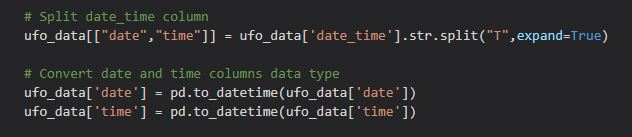 # Split date_time column
ufo_data[["date","time"]] = ufo_data['date_time'].str.split("T",expand=True)
# Convert date and time columns data type
ufo_data['date'] = pd.to_datetime(ufo_data['date'])
ufo_data['time'] = pd.to_datetime(ufo_data['time'])